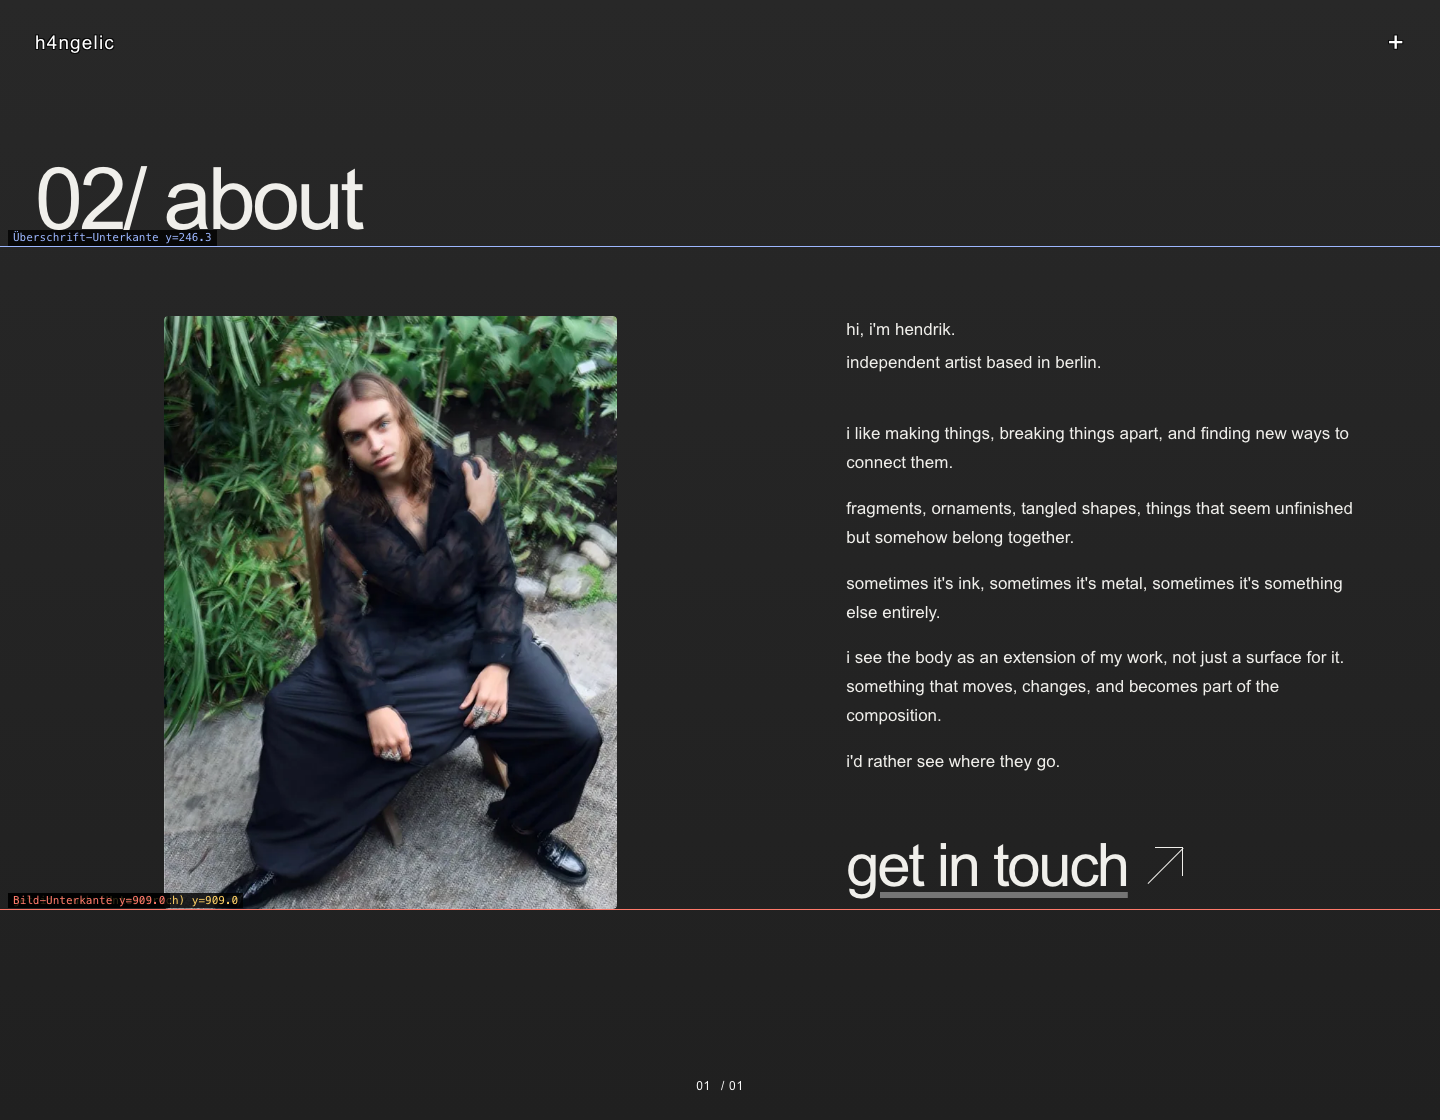 h4ngelic
+
02/ about
Überschrift-Unterkante y=246.3
hi, i'm hendrik.
independent artist based in berlin.
i like making things, breaking things apart, and finding new ways to
connect them.
fragments, ornaments, tangled shapes, things that seem unfinished
but somehow belong together.
sometimes it's ink, sometimes it's metal, sometimes it's something
else entirely.
i see the body as an extension of my work, not just a surface for it.
something that moves, changes, and becomes part of the
composition.
i'd rather see where they go.
get in touch
Bild-Unterkante y=909.0 :h) y=909.0
01 / 01